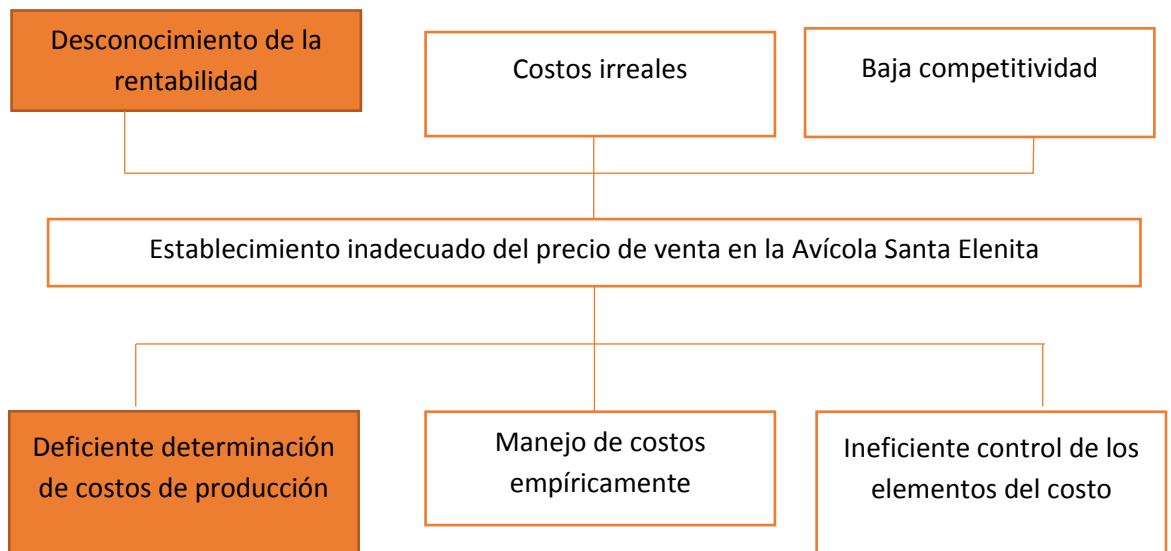 Desconocimiento de la
rentabilidad
Costos irreales
Baja competitividad
Establecimiento inadecuado del precio de venta en la Avícola Santa Elenita
Deficiente determinación
de costos de producción
Manejo de costos
empíricamente
Ineficiente control de los
elementos del costo